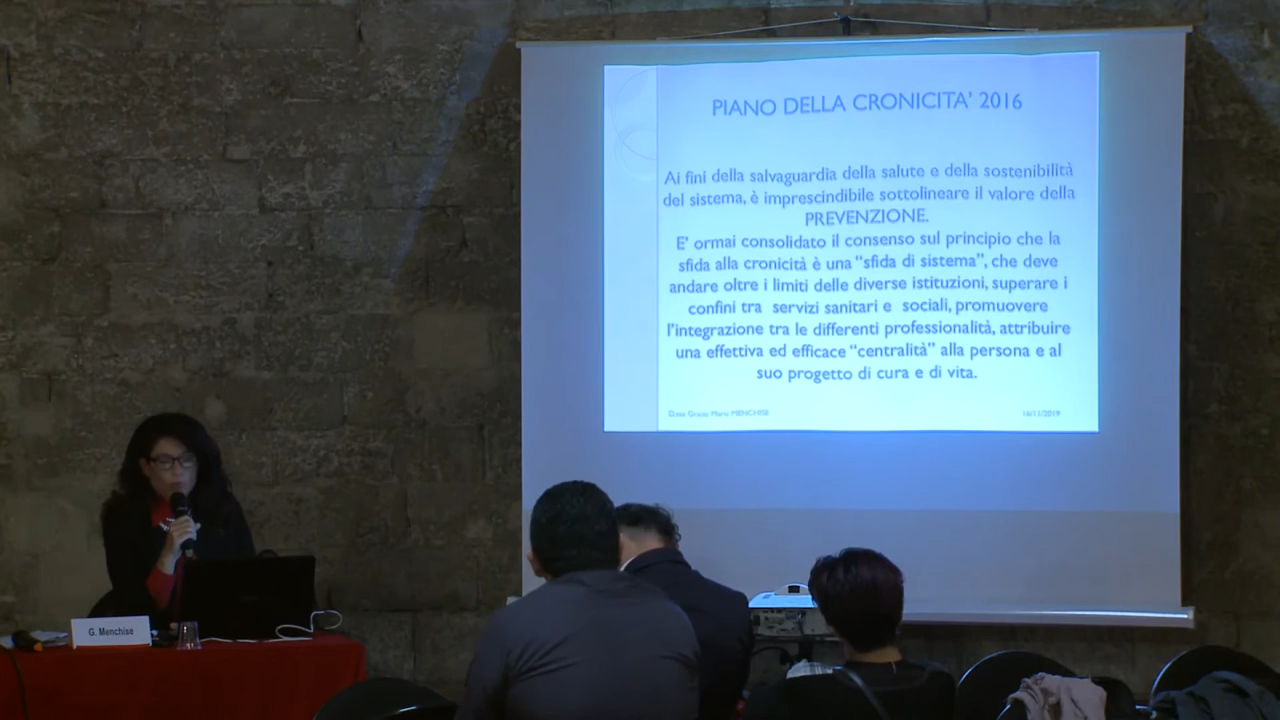 PIANO DELLA CRONICITA' 2016
Ai fini della salvaguardia della salute e della sostenibilità
del sistema, è imprescindibile sottolineare il valore della
PREVENZIONE.
E' ormai consolidato il consenso sul principio che la
sfida alla cronicità è una "sfida di sistema", che deve
andare oltre i limiti delle diverse istituzioni, superare i
confini tra servizi sanitari e sociali, promuovere
l'integrazione tra le differenti professionalità, attribuire
una effettiva ed efficace "centralità" alla persona e al
suo progetto di cura e di vita.
Grazia Maria MENCHISE
16/11/2019
G. Menchise